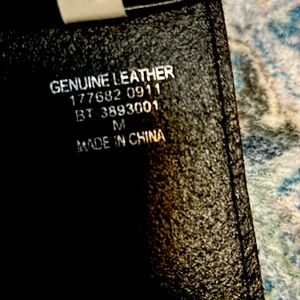 GENUINE LEATHER
177682 0911
BT 3893001
M
MADE IN CHINA